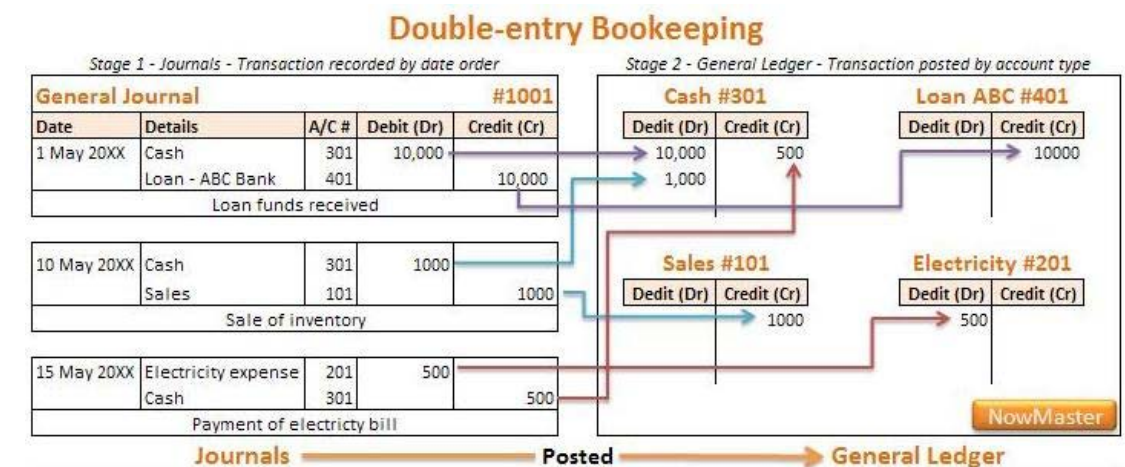 Double-entry Bookeeping
Stage 1 - Journals - Transaction recorded by date order
General Journal #1001
Date Details A/C # Debit (Dr) Credit (Cr)
1 May 20XX Cash 301 10,000
Loan - ABC Bank 401 10,000
Loan funds received
10 May 20XX Cash 301 1000
Sales 101 1000
Sale of inventory
15 May 20XX Electricity expense 201 500
Cash 301 500
Payment of electricty bill
Stage 2 - General Ledger - Transaction posted by account type
Cash #301 Loan ABC #401
Dedit (Dr) Credit (Cr) Dedit (Dr) Credit (Cr)
10,000 500 10000
1,000
Sales #101 Electricity #201
Dedit (Dr) Credit (Cr) Dedit (Dr) Credit (Cr)
1000 500
NowMaster
Journals Posted General Ledger